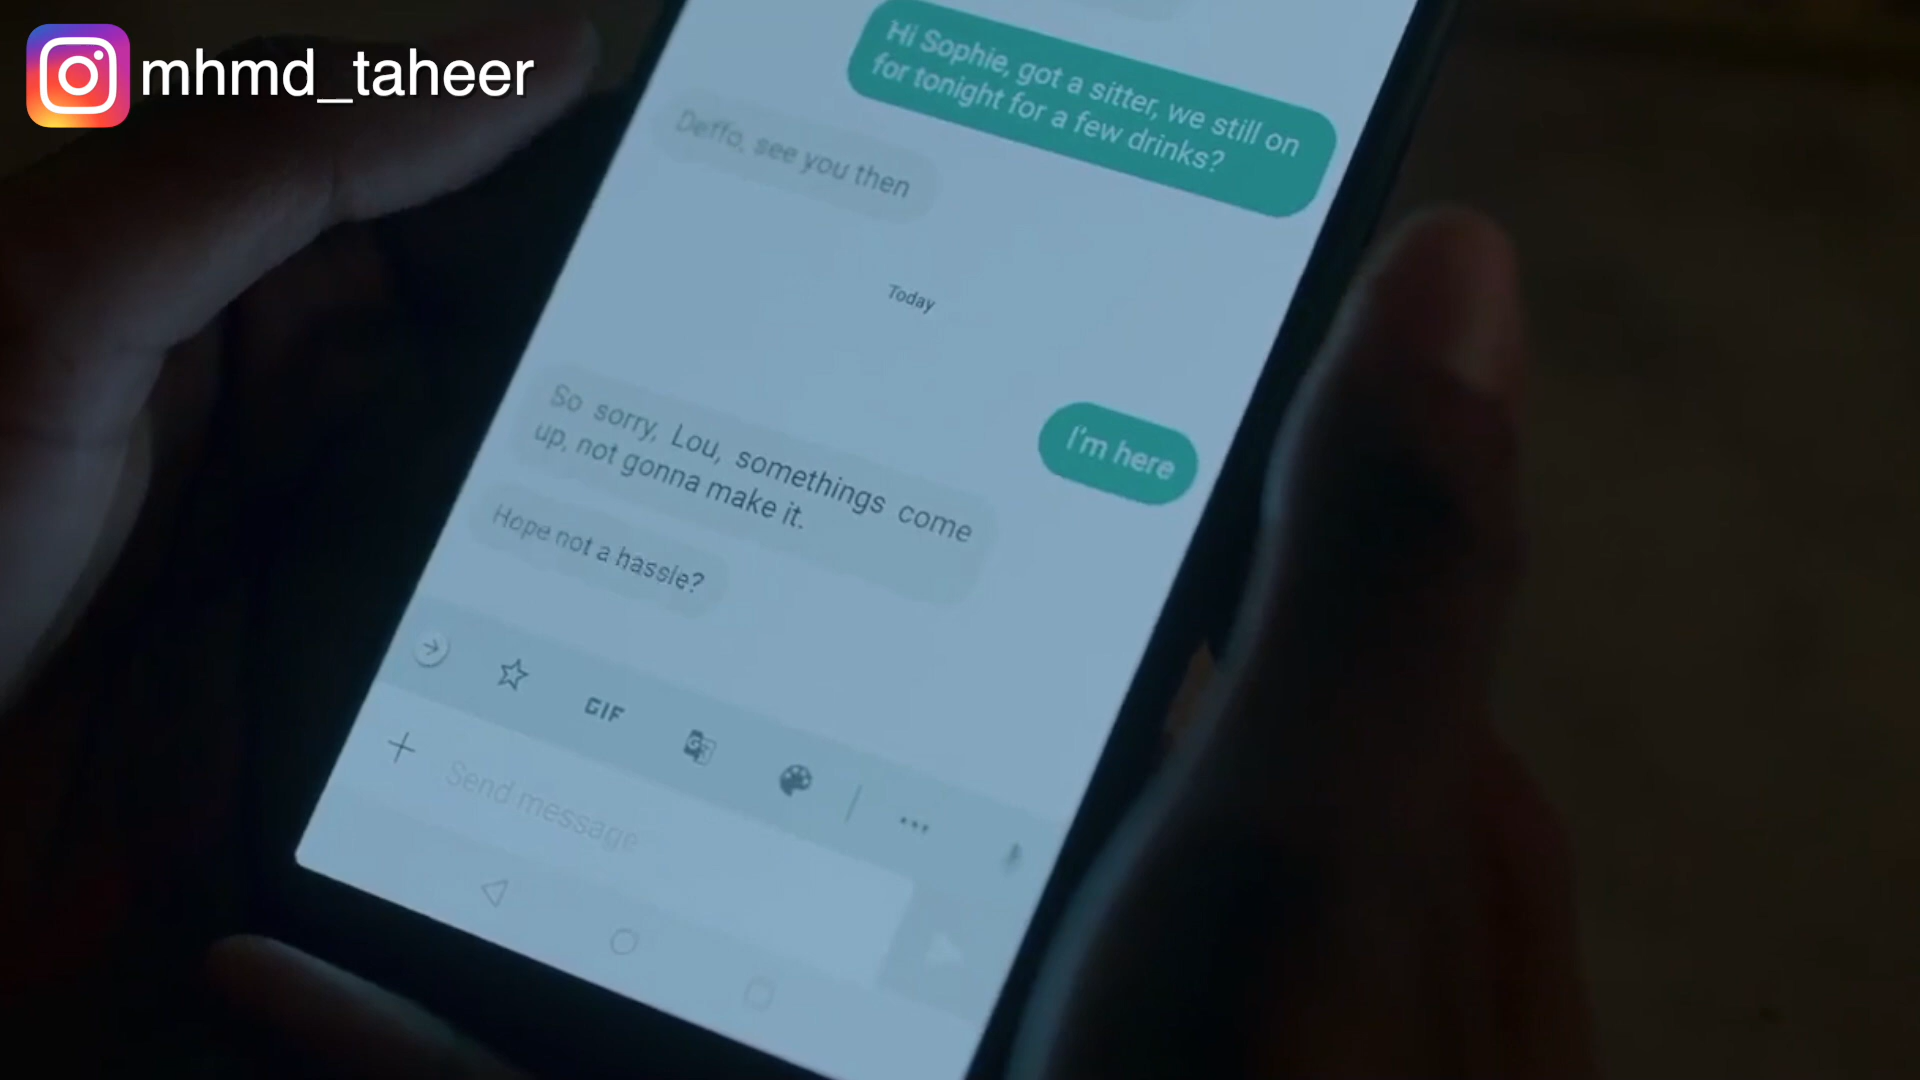 mhmd_taheer
Hi Sophie, got a sitter, we still on
for tonight for a few drinks?
Deffo, see you then
Today
I'm here
So sorry, Lou, somethings come
up, not gonna make it.
Hope not a hassle?
GIF
Send message